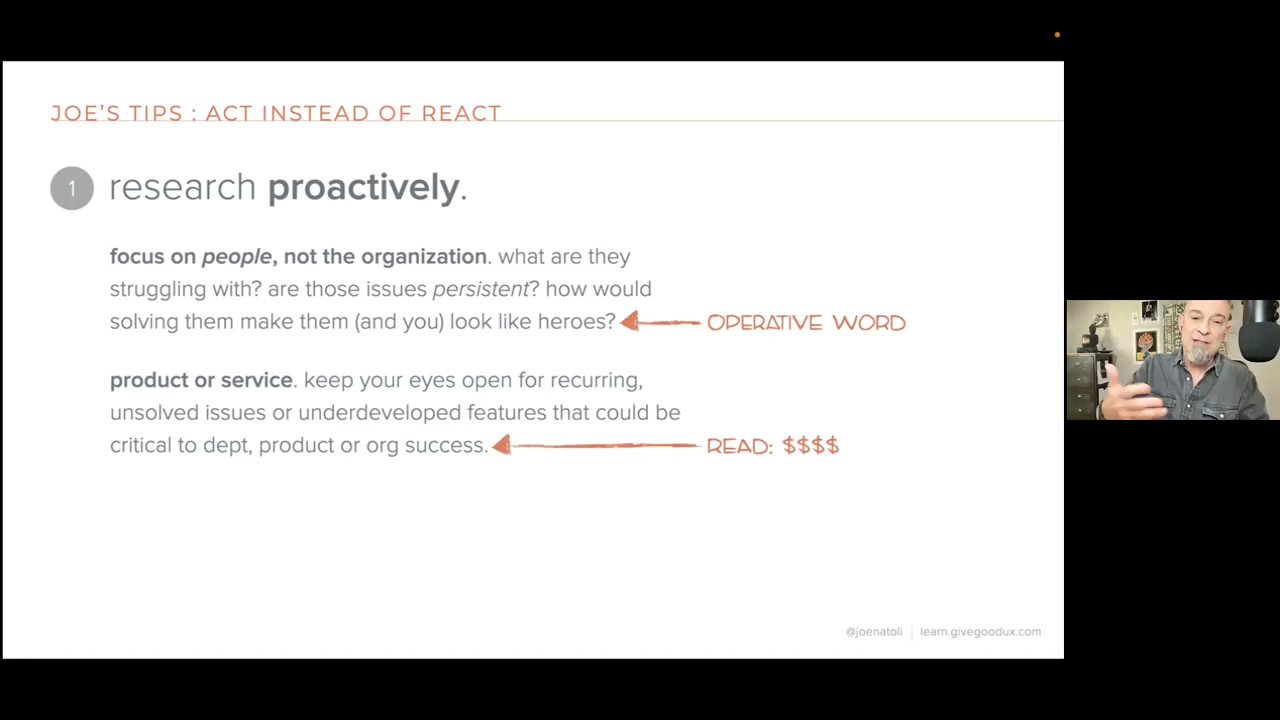 JOE'S TIPS : ACT INSTEAD OF REACT
1 research proactively.
focus on people, not the organization. what are they
struggling with? are those issues persistent? how would
solving them make them (and you) look like heroes?
OPERATIVE WORD
product or service. keep your eyes open for recurring,
unsolved issues or underdeveloped features that could be
critical to dept, product or org success.
READ: $$$$
@joenatoli | learn.givegoodux.com